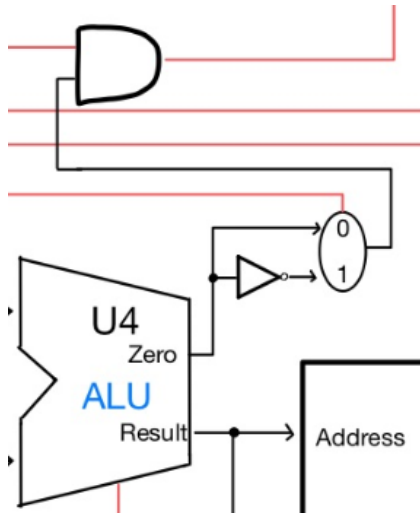 0
1
U4
Zero
ALU
Result
Address